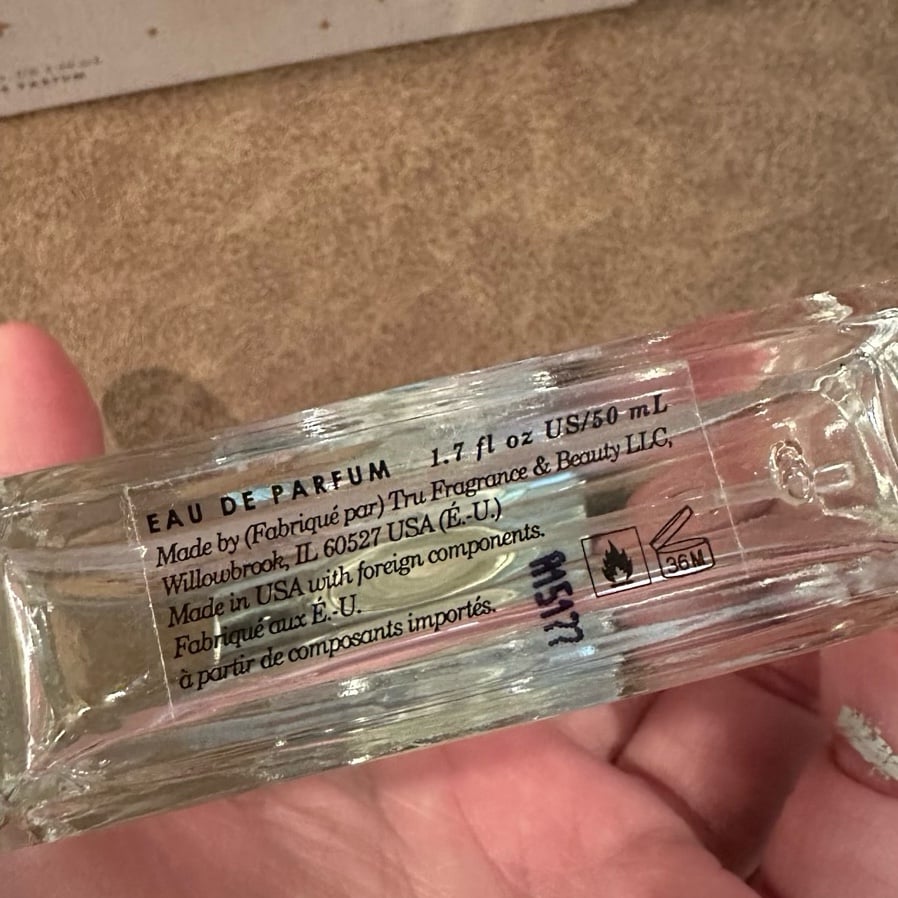 EAU DE PARFUM 1.7 fl oz US/50 mL
Made by (Fabriqué par) Tru Fragrance & Beauty LLC,
Willowbrook, IL 60527 USA (É.-U.)
Made in USA with foreign components.
Fabriqué aux É.-U.
à partir de composants importés.
36M